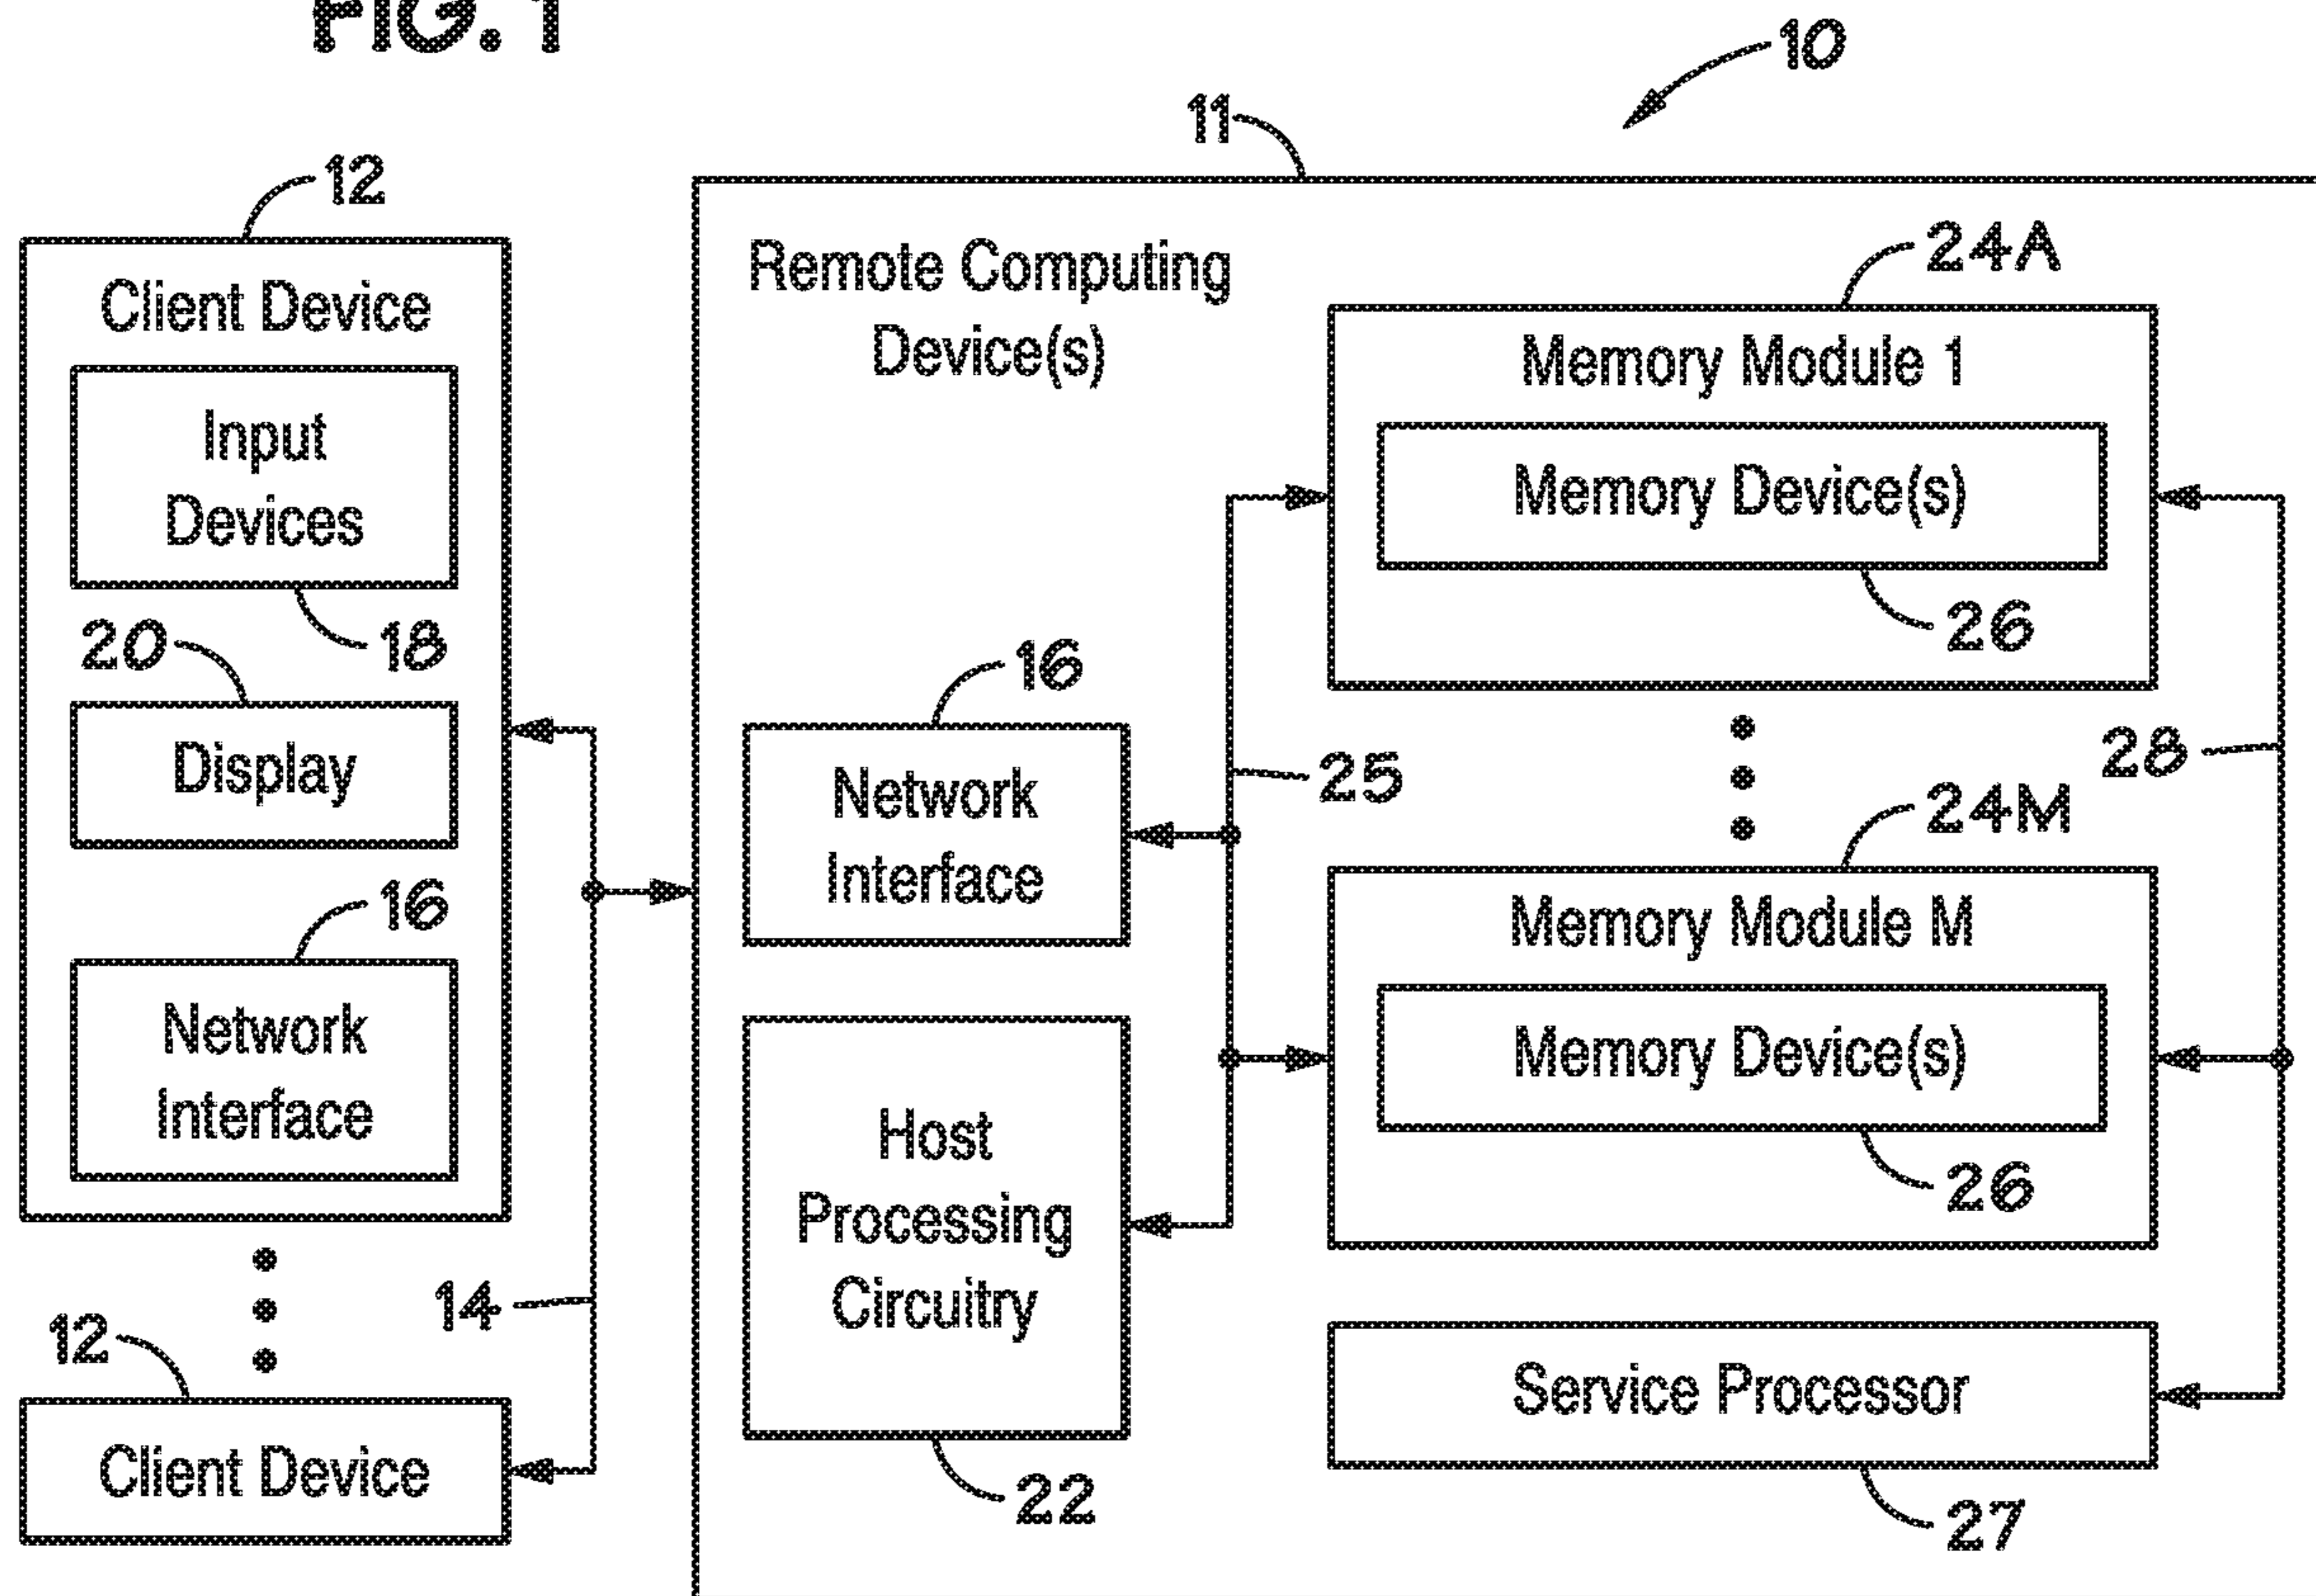 FIG. 1
10
11
12
Client Device
Input
Devices
18
20
Display
16
Network
Interface
14
12
Client Device
Remote Computing
Device(s)
16
Network
Interface
25
Host
Processing
Circuitry
22
24A
Memory Module 1
Memory Device(s)
26
28
24M
Memory Module M
Memory Device(s)
26
Service Processor
27